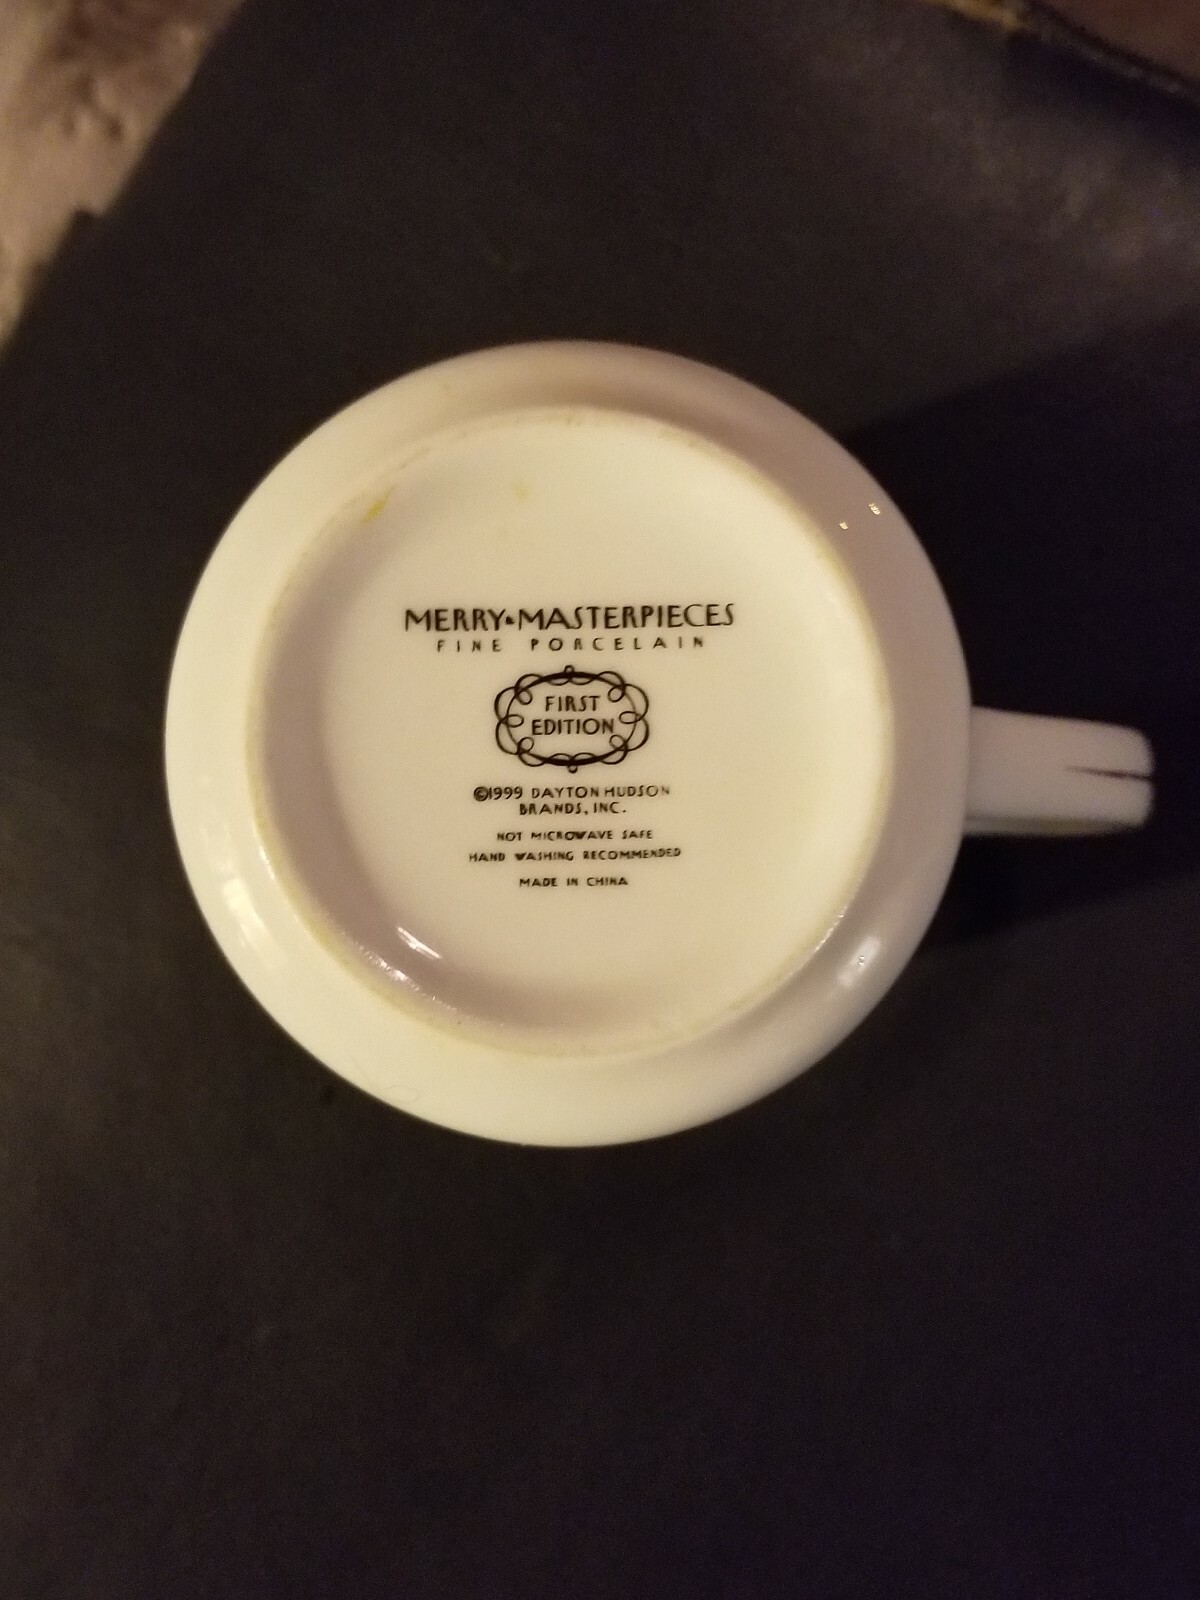 MERRY•MASTERPIECES
FINE PORCELAIN
FIRST
EDITION
©1999 DAYTON HUDSON
BRANDS, INC.
NOT MICROWAVE SAFE
HAND WASHING RECOMMENDED
MADE IN CHINA